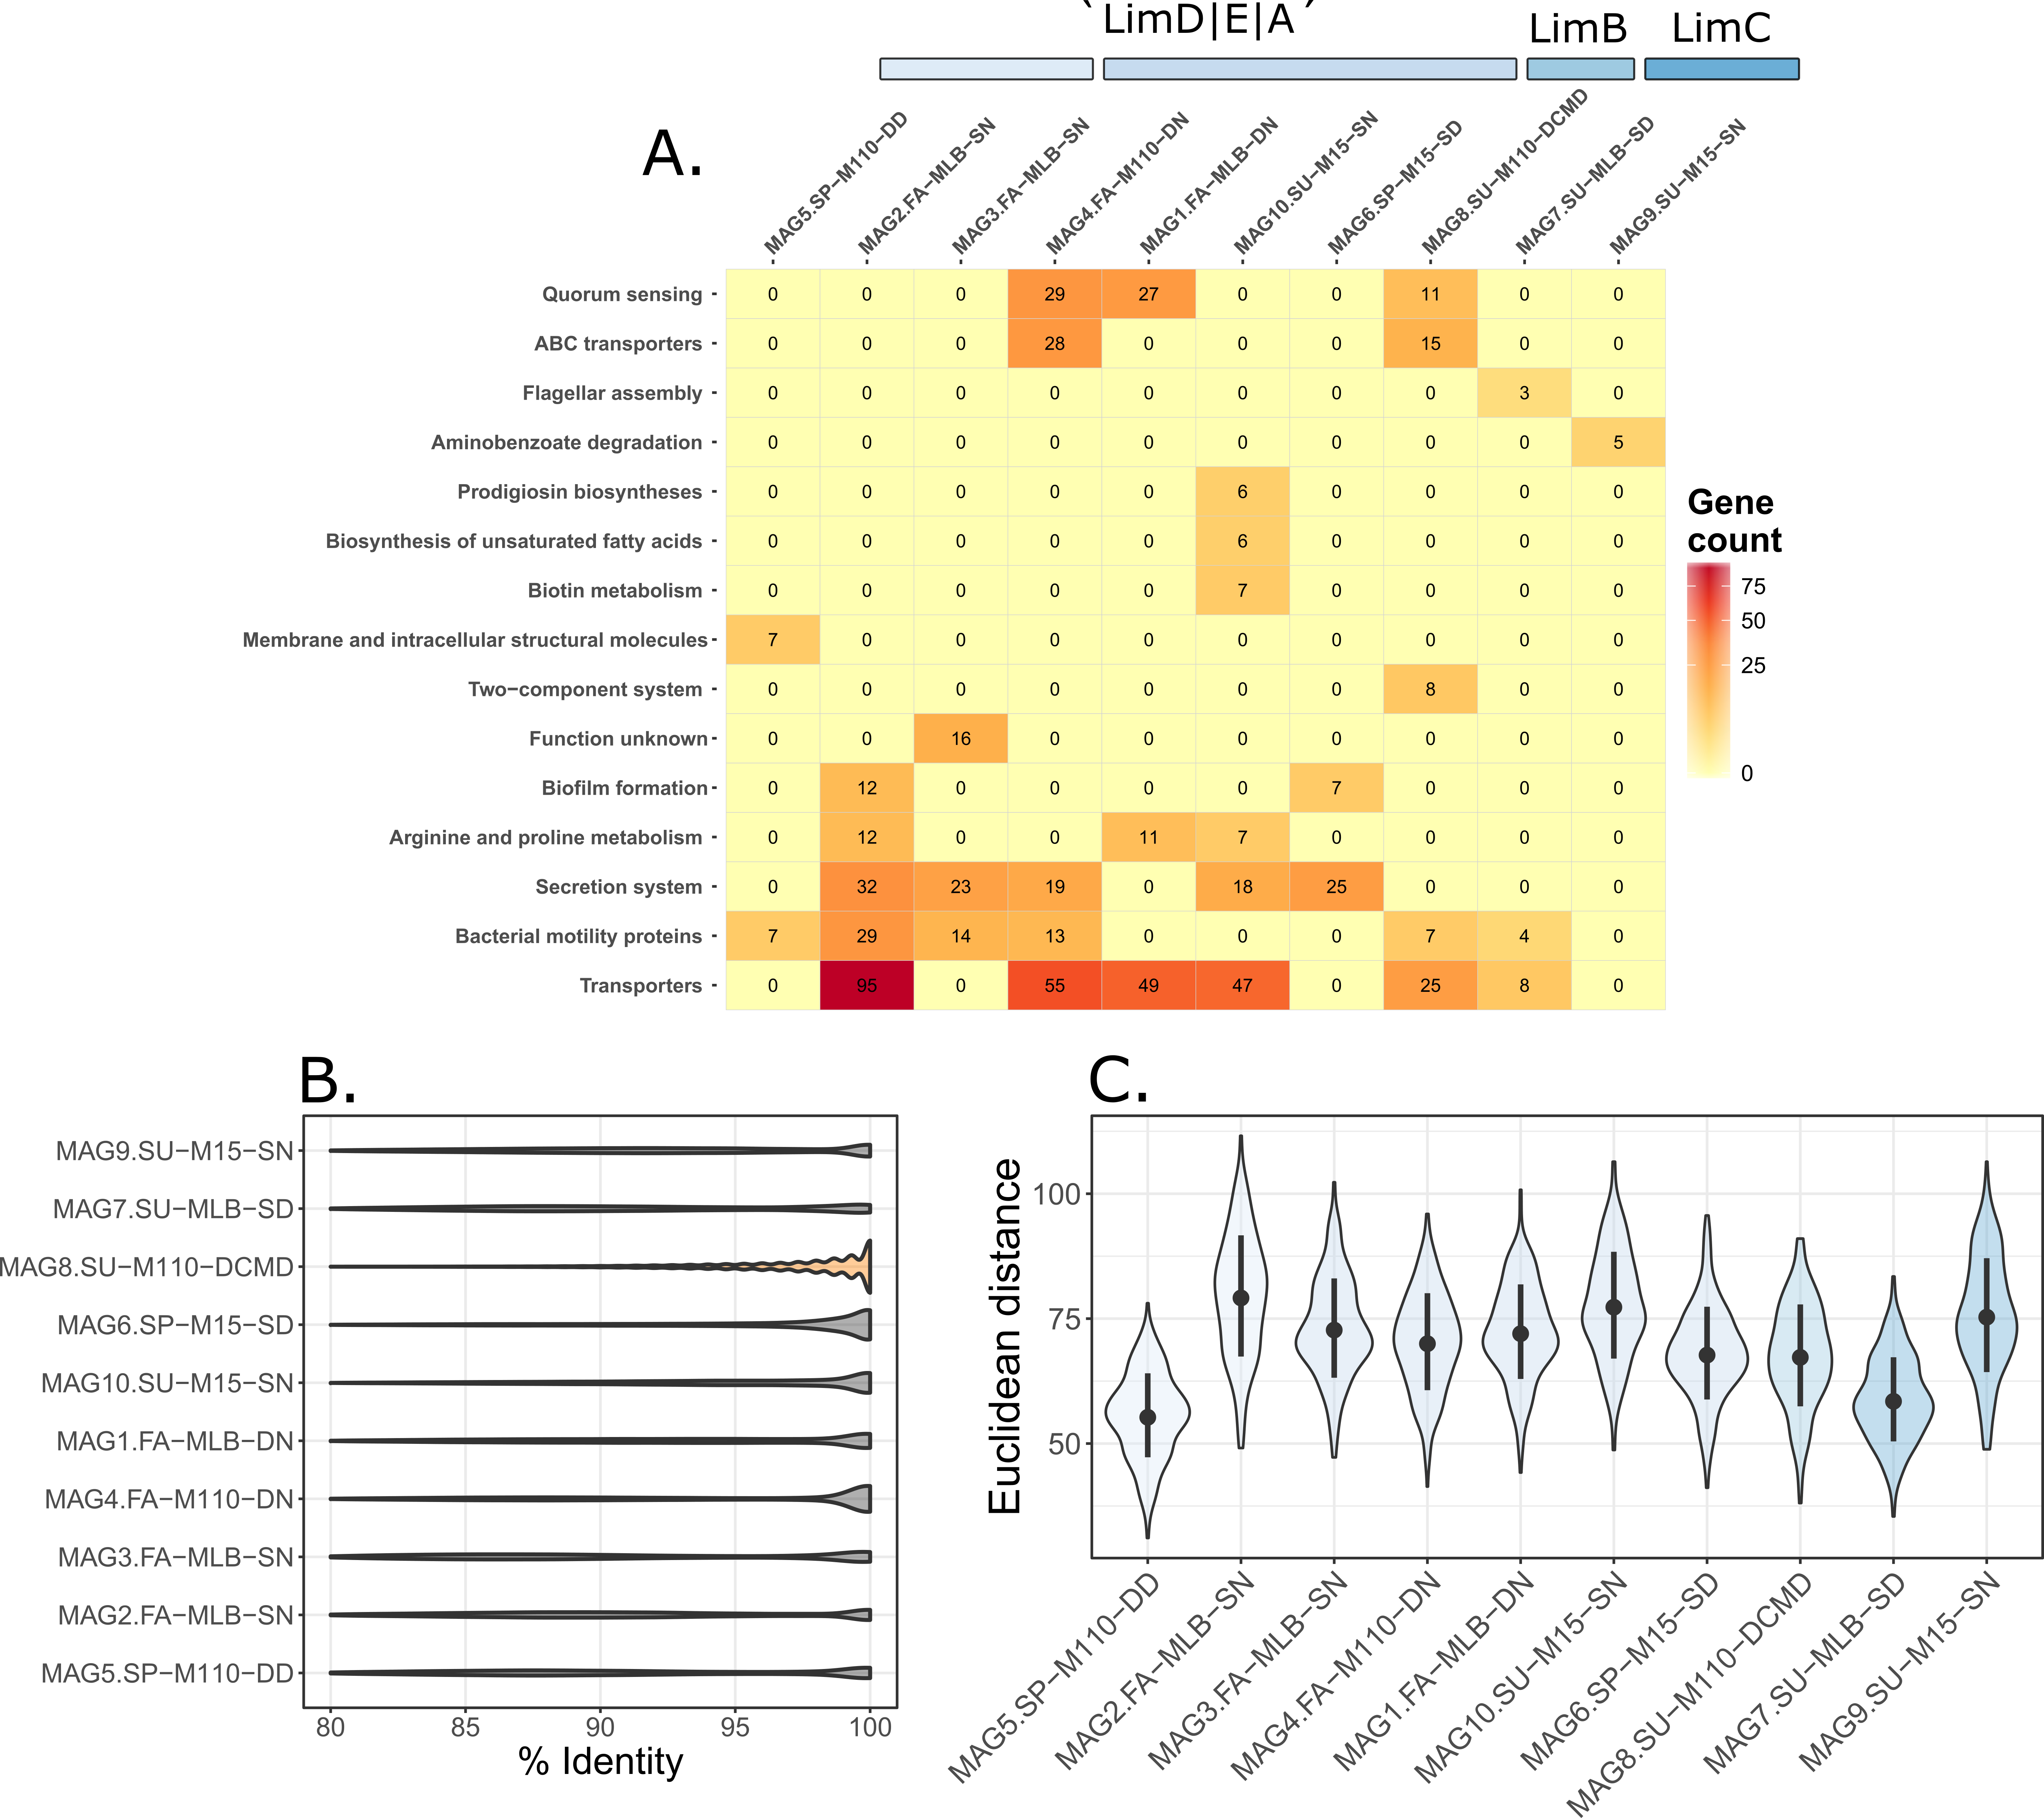 ` LimD|E|A ´
LimB
LimC
A.
MAG5.SP−M110−DD
MAG2.FA−MLB−SN
MAG3.FA−MLB−SN
MAG4.FA−M110−DN
MAG1.FA−MLB−DN
MAG10.SU−M15−SN
MAG6.SP−M15−SD
MAG8.SU−M110−DCMD
MAG7.SU−MLB−SD
MAG9.SU−M15−SN
Quorum sensing 0 0 0 29 27 0 0 11 0 0
ABC transporters 0 0 0 28 0 0 0 15 0 0
Flagellar assembly 0 0 0 0 0 0 0 0 3 0
Aminobenzoate degradation 0 0 0 0 0 0 0 0 0 5
Prodigiosin biosyntheses 0 0 0 0 0 6 0 0 0 0
Biosynthesis of unsaturated fatty acids 0 0 0 0 0 6 0 0 0 0
Biotin metabolism 0 0 0 0 0 7 0 0 0 0
Membrane and intracellular structural molecules 7 0 0 0 0 0 0 0 0 0
Two−component system 0 0 0 0 0 0 0 8 0 0
Function unknown 0 0 16 0 0 0 0 0 0 0
Biofilm formation 0 12 0 0 0 0 7 0 0 0
Arginine and proline metabolism 0 12 0 0 11 7 0 0 0 0
Secretion system 0 32 23 19 0 18 25 0 0 0
Bacterial motility proteins 7 29 14 13 0 0 0 7 4 0
Transporters 0 95 0 55 49 47 0 25 8 0
Gene
count
75
50
25
0
B.
MAG9.SU−M15−SN
MAG7.SU−MLB−SD
MAG8.SU−M110−DCMD
MAG6.SP−M15−SD
MAG10.SU−M15−SN
MAG1.FA−MLB−DN
MAG4.FA−M110−DN
MAG3.FA−MLB−SN
MAG2.FA−MLB−SN
MAG5.SP−M110−DD
80 85 90 95 100
% Identity
C.
Euclidean distance
100
75
50
MAG5.SP−M110−DD
MAG2.FA−MLB−SN
MAG3.FA−MLB−SN
MAG4.FA−M110−DN
MAG1.FA−MLB−DN
MAG10.SU−M15−SN
MAG6.SP−M15−SD
MAG8.SU−M110−DCMD
MAG7.SU−MLB−SD
MAG9.SU−M15−SN